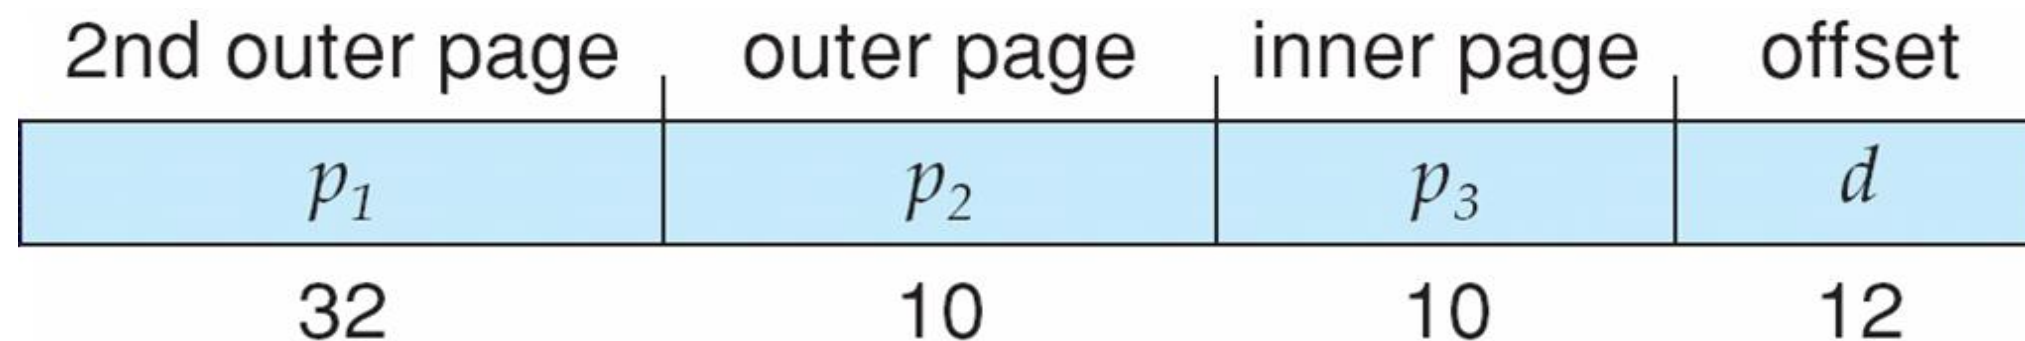 2nd outer page outer page inner page offset
p₁ p₂ p₃ d
32 10 10 12